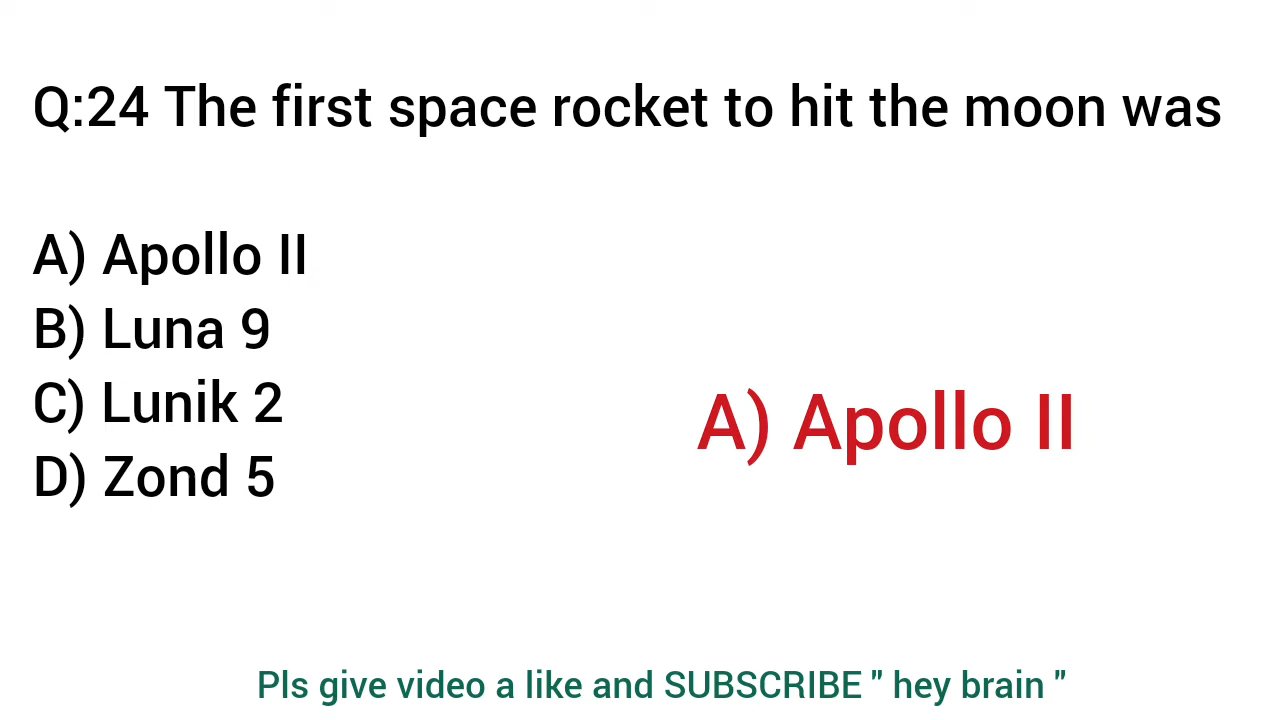 Q:24 The first space rocket to hit the moon was
A) Apollo II
B) Luna 9
C) Lunik 2
D) Zond 5
A) Apollo II
Pls give video a like and SUBSCRIBE " hey brain "